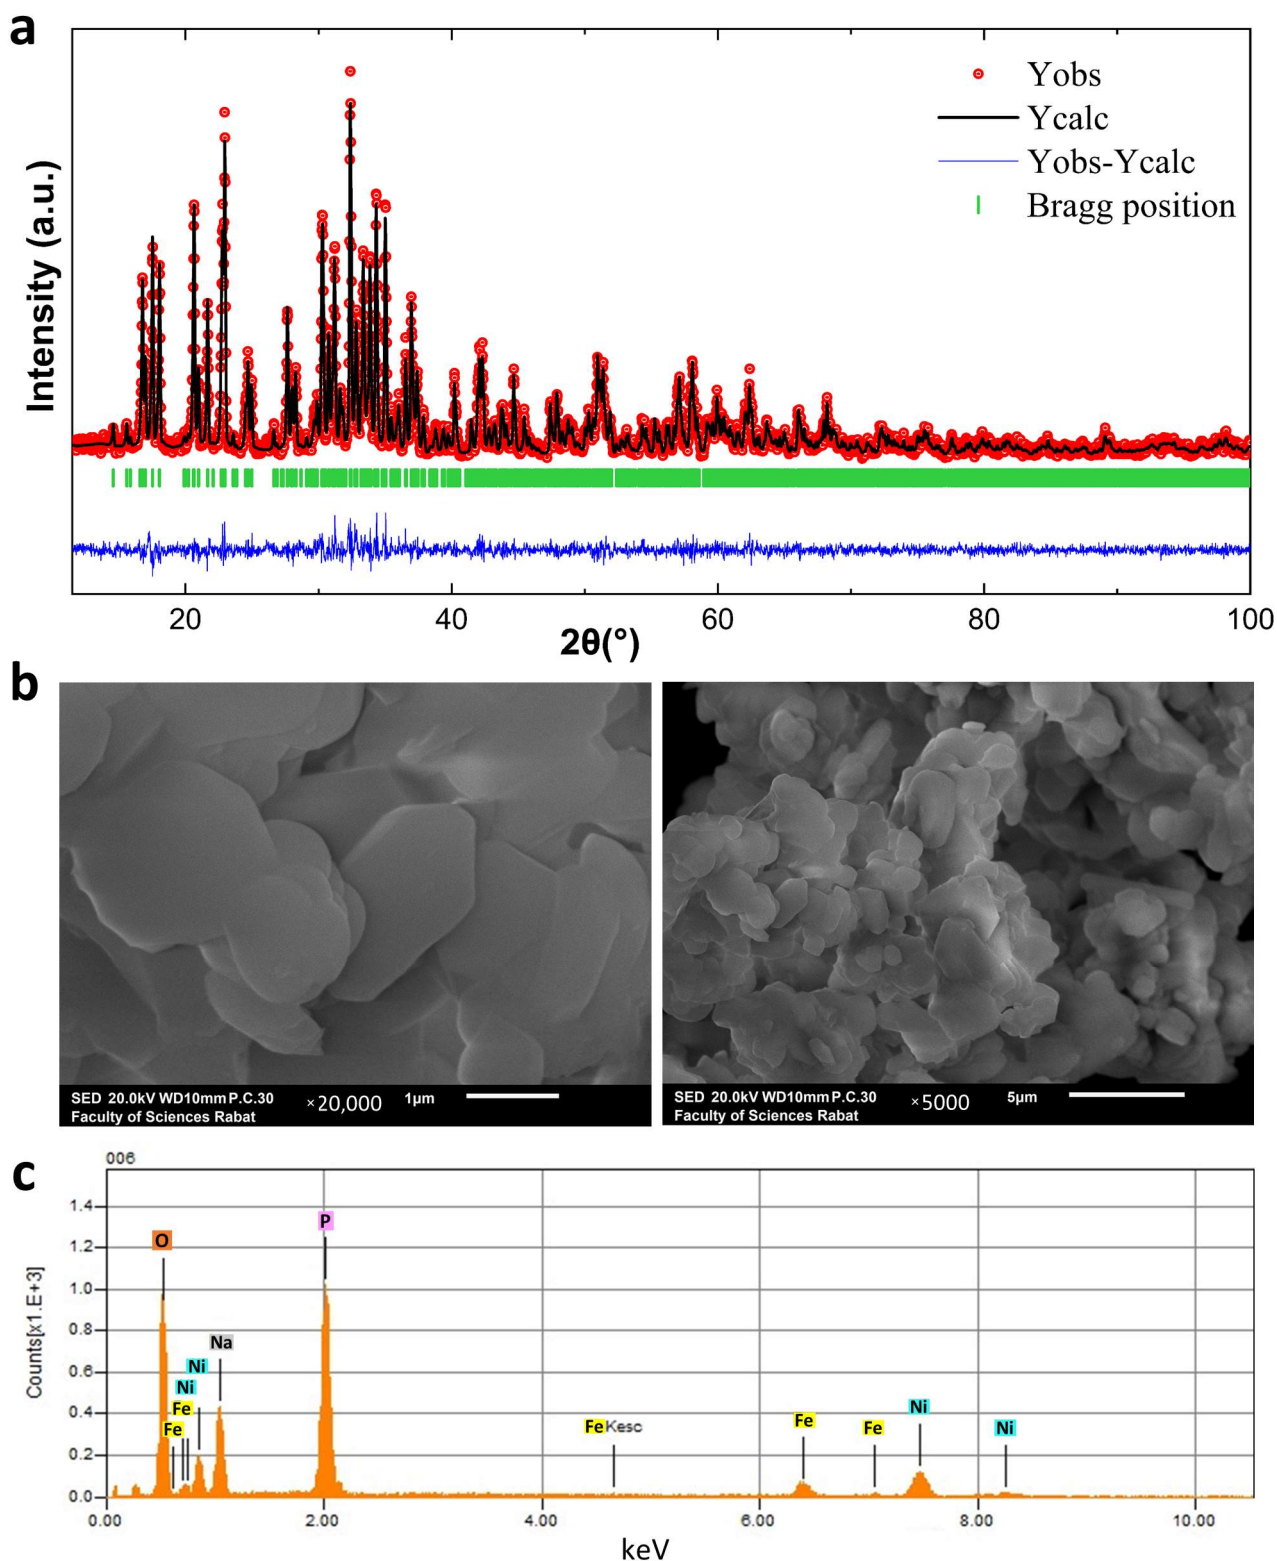 a
Intensity (a.u.)
Yobs
Ycalc
Yobs-Ycalc
Bragg position
20 40 60 80 100
2θ(°)
b
SED 20.0kV WD10mm P.C.30 ×20,000 1µm
Faculty of Sciences Rabat
SED 20.0kV WD10mm P.C.30 ×5000 5µm
Faculty of Sciences Rabat
c
006
Counts[x1.E+3]
1.4
1.2
1.0
0.8
0.6
0.4
0.2
0.0
O
P
Na
Ni
Ni
Fe
Fe
FeKesc
Fe
Fe
Ni
Ni
0.00 2.00 4.00 6.00 8.00 10.00
keV